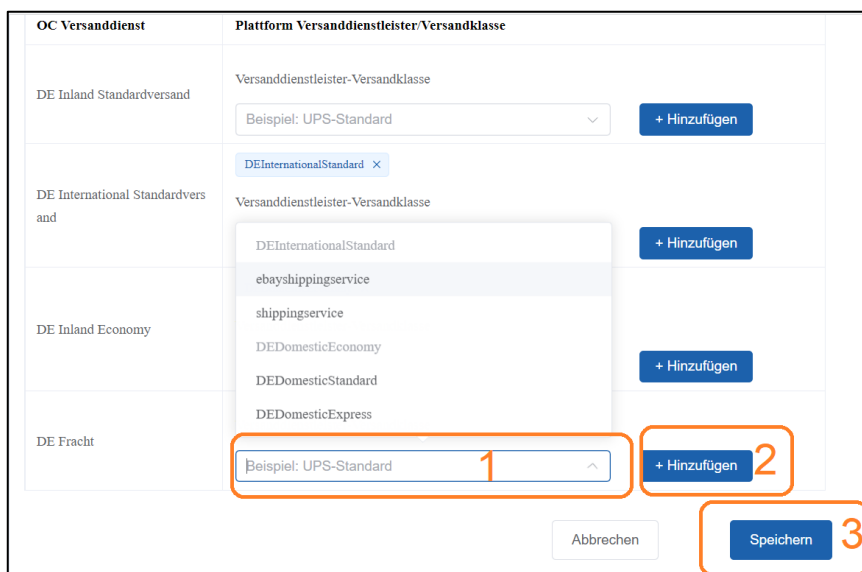 OC Versanddienst
Plattform Versanddienstleister/Versandklasse
DE Inland Standardversand
Versanddienstleister-Versandklasse
Beispiel: UPS-Standard
+ Hinzufügen
DEInternationalStandard ×
DE International Standardvers
and
Versanddienstleister-Versandklasse
+ Hinzufügen
DEInternationalStandard
ebayshippingservice
shippingservice
DEDomesticEconomy
DEDomesticStandard
DEDomesticExpress
DE Inland Economy
+ Hinzufügen
DE Fracht
Beispiel: UPS-Standard
1
+ Hinzufügen
2
Abbrechen
Speichern
3